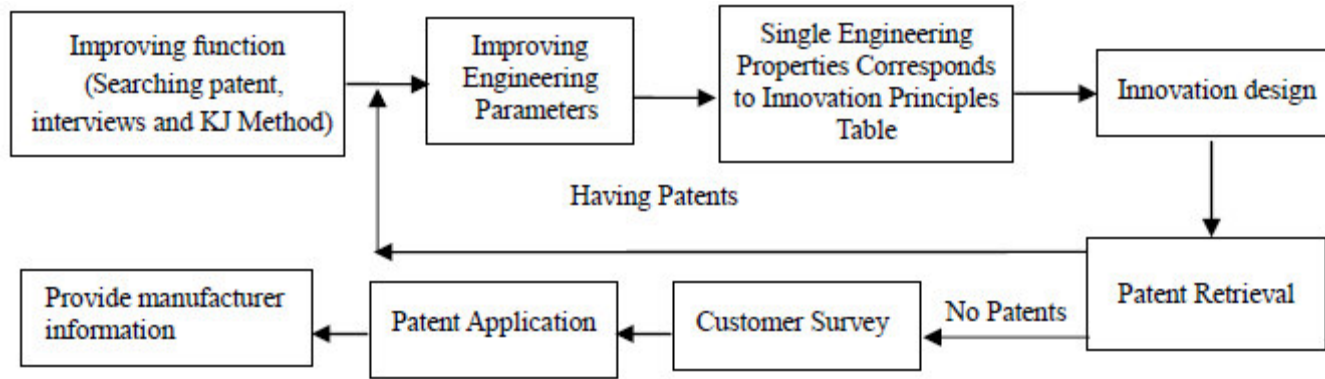 Improving function
(Searching patent,
interviews and KJ Method)
Improving
Engineering
Parameters
Single Engineering
Properties Corresponds
to Innovation Principles
Table
Innovation design
Having Patents
Patent Retrieval
No Patents
Customer Survey
Patent Application
Provide manufacturer
information